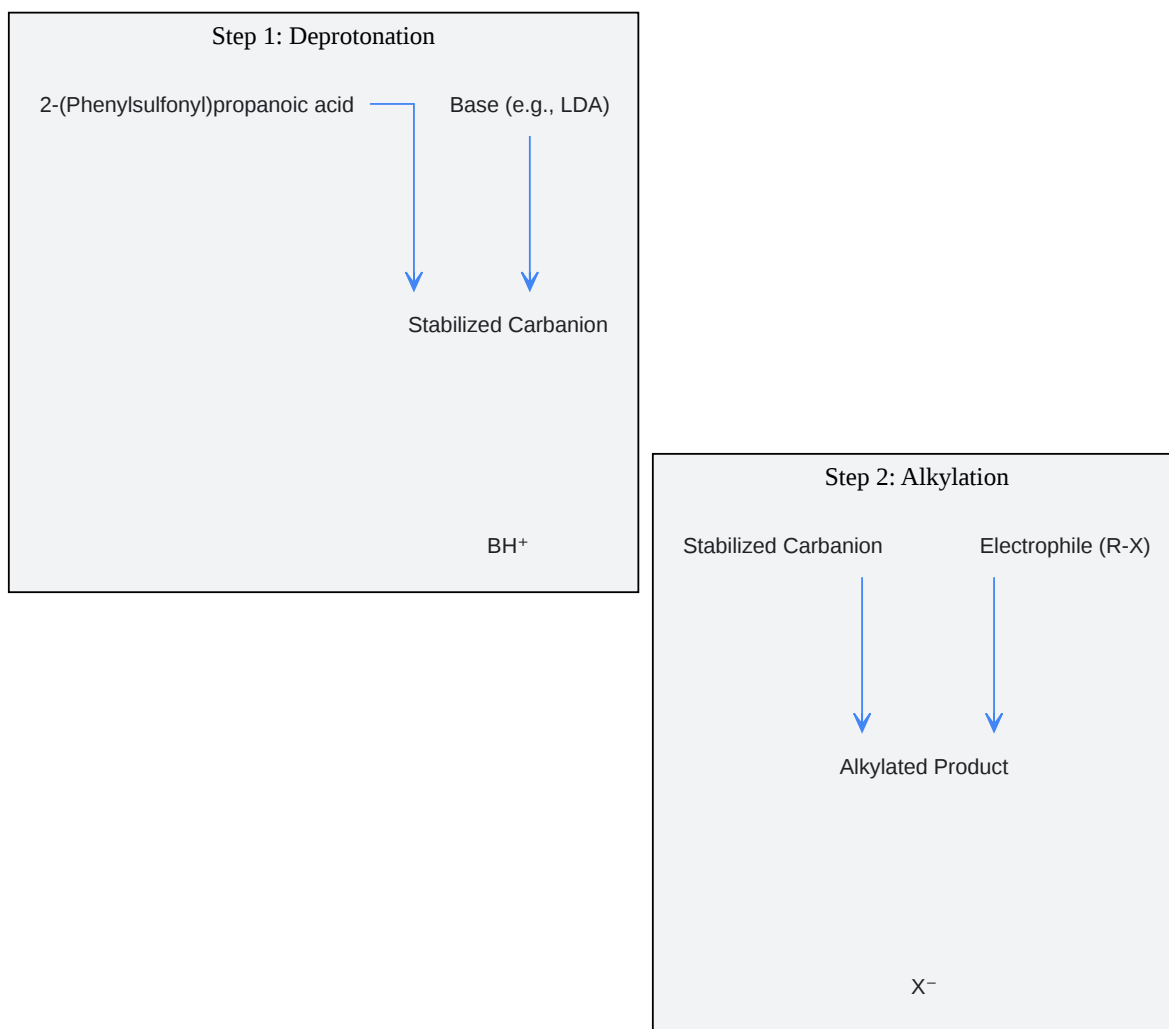 Step 1: Deprotonation
2-(Phenylsulfonyl)propanoic acid
Base (e.g., LDA)
Stabilized Carbanion
BH⁺
Step 2: Alkylation
Stabilized Carbanion
Electrophile (R-X)
Alkylated Product
X⁻